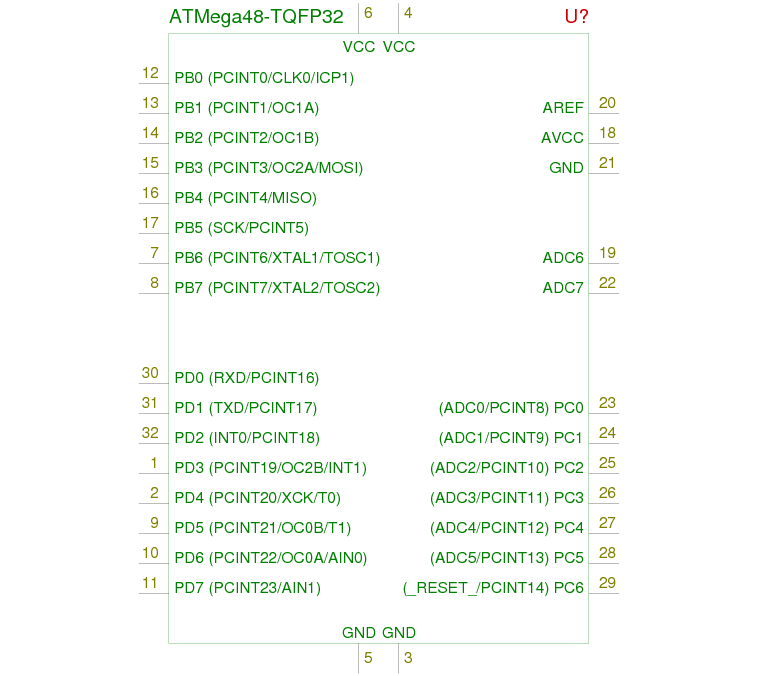 ATMega48-TQFP32 6 4 U?
VCC VCC
12 PB0 (PCINT0/CLK0/ICP1)
13 PB1 (PCINT1/OC1A) AREF 20
14 PB2 (PCINT2/OC1B) AVCC 18
15 PB3 (PCINT3/OC2A/MOSI) GND 21
16 PB4 (PCINT4/MISO)
17 PB5 (SCK/PCINT5)
7 PB6 (PCINT6/XTAL1/TOSC1) ADC6 19
8 PB7 (PCINT7/XTAL2/TOSC2) ADC7 22
30 PD0 (RXD/PCINT16)
31 PD1 (TXD/PCINT17) (ADC0/PCINT8) PC0 23
32 PD2 (INT0/PCINT18) (ADC1/PCINT9) PC1 24
1 PD3 (PCINT19/OC2B/INT1) (ADC2/PCINT10) PC2 25
2 PD4 (PCINT20/XCK/T0) (ADC3/PCINT11) PC3 26
9 PD5 (PCINT21/OC0B/T1) (ADC4/PCINT12) PC4 27
10 PD6 (PCINT22/OC0A/AIN0) (ADC5/PCINT13) PC5 28
11 PD7 (PCINT23/AIN1) (_RESET_/PCINT14) PC6 29
GND GND
5 3